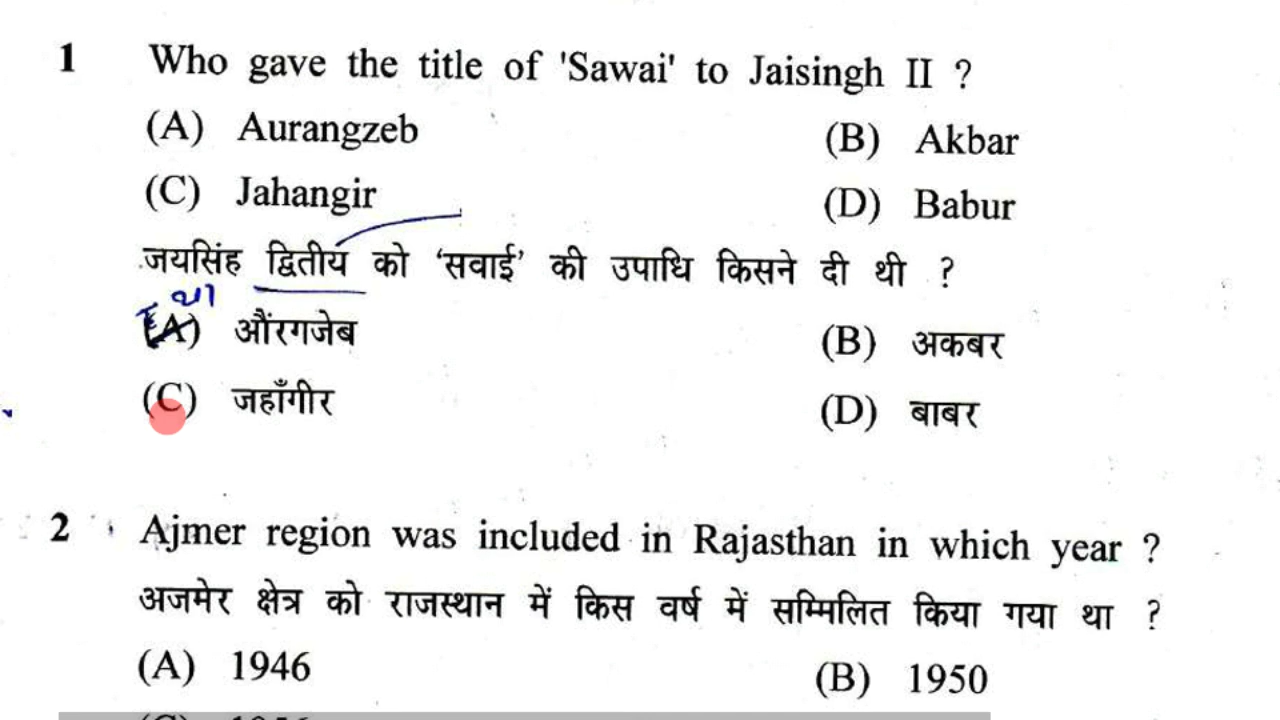 1 Who gave the title of 'Sawai' to Jaisingh II ?
(A) Aurangzeb (B) Akbar
(C) Jahangir (D) Babur
जयसिंह द्वितीय को ‘सवाई’ की उपाधि किसने दी थी ?
(A) औंरगजेब (B) अकबर
(C) जहाँगीर (D) बाबर
2 Ajmer region was included in Rajasthan in which year ?
अजमेर क्षेत्र को राजस्थान में किस वर्ष में सम्मिलित किया गया था ?
(A) 1946 (B) 1950